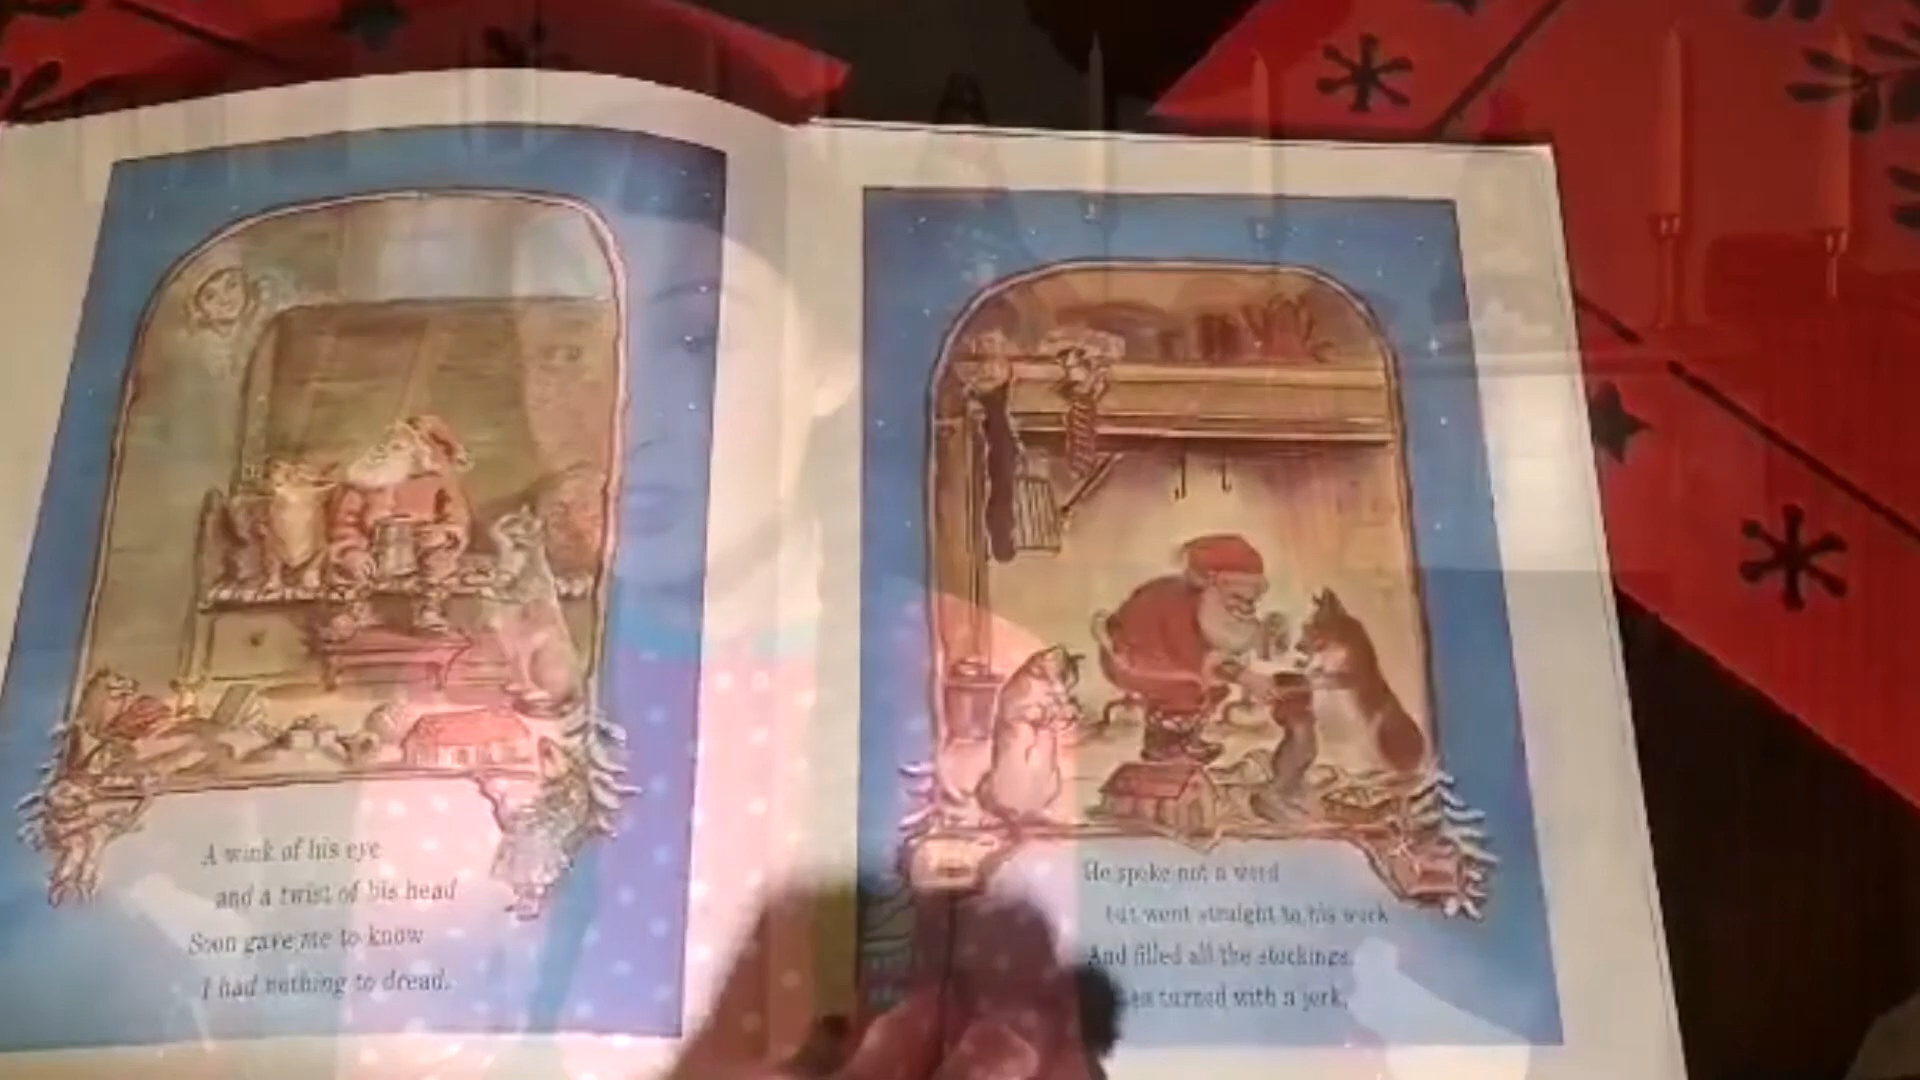 A wink of his eye
and a twist of his head
Soon gave me to know
I had nothing to dread.
He spoke not a word
but went straight to his work
And filled all the stockings,
turned with a jerk,